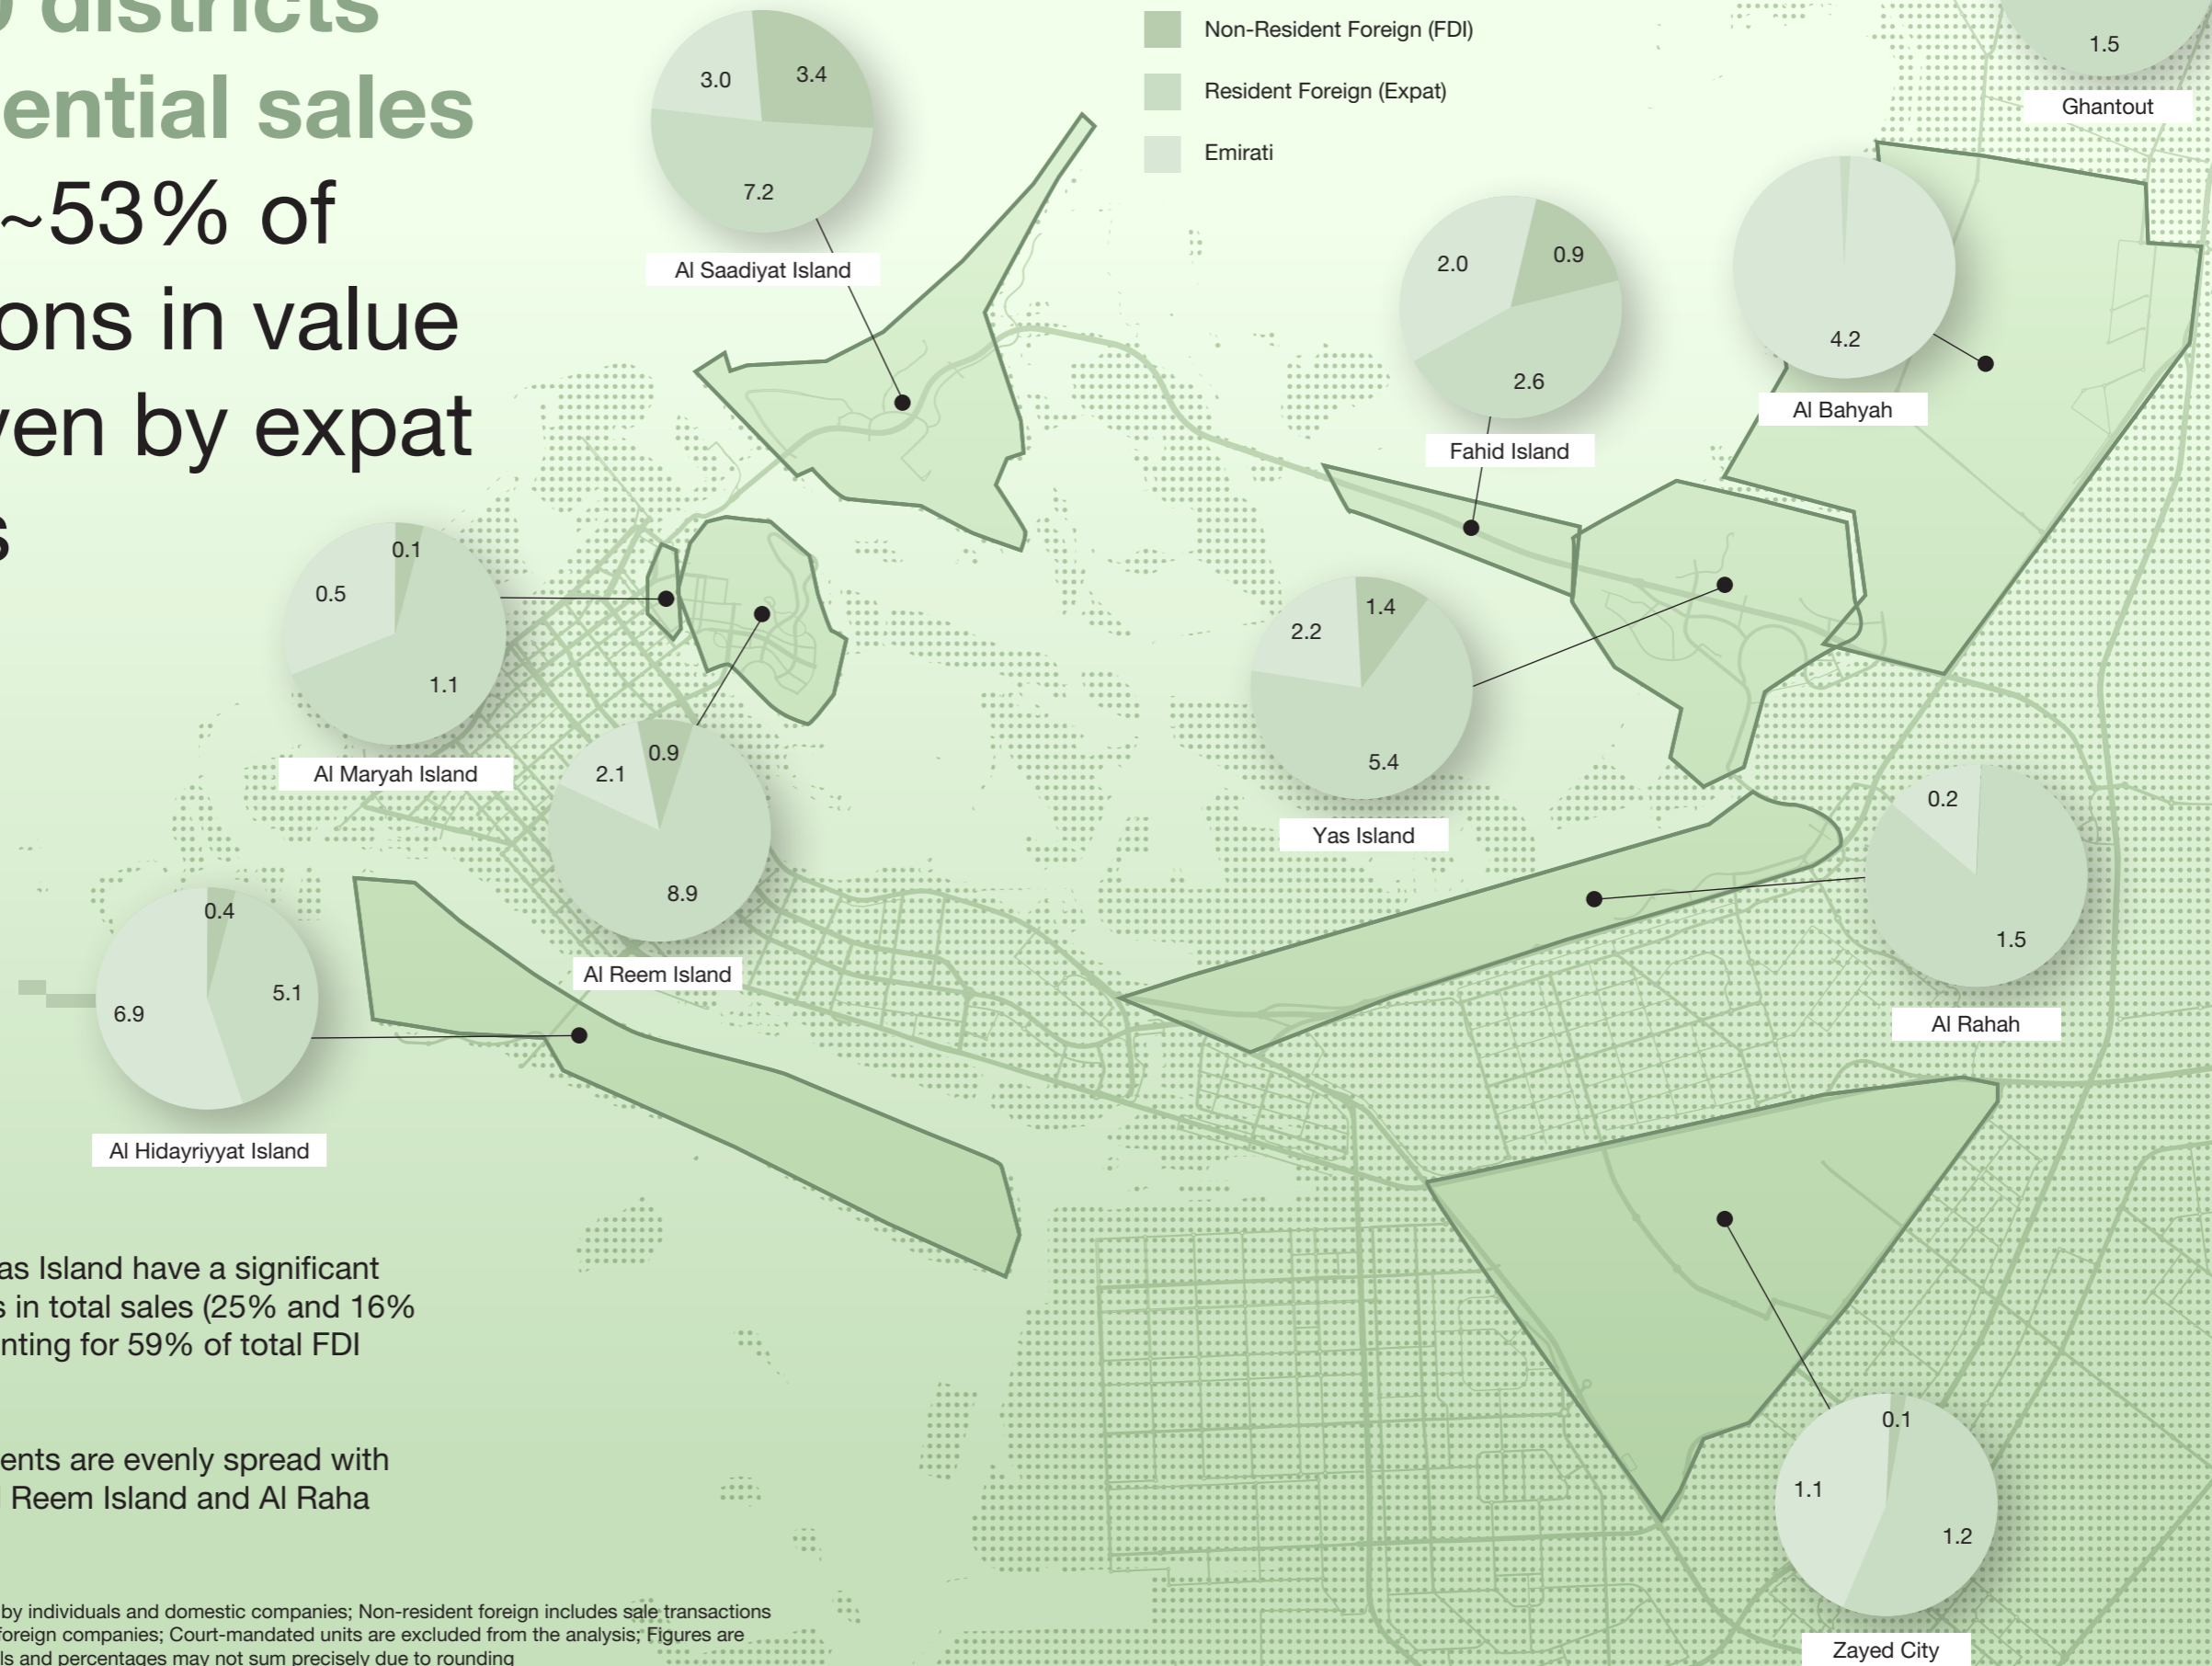 districts
ential sales
~53% of
ons in value
ven by expat
s
Non-Resident Foreign (FDI)
Resident Foreign (Expat)
Emirati
3.0
3.4
7.2
Al Saadiyat Island
1.5
Ghantout
2.0
0.9
2.6
Fahid Island
4.2
Al Bahyah
0.1
0.5
1.1
Al Maryah Island
0.9
2.1
8.9
Al Reem Island
1.4
2.2
5.4
Yas Island
0.2
1.5
Al Rahah
0.4
5.1
6.9
Al Hidayriyyat Island
0.1
1.1
1.2
Zayed City
as Island have a significant
s in total sales (25% and 16%
nting for 59% of total FDI
ents are evenly spread with
l Reem Island and Al Raha
by individuals and domestic companies; Non-resident foreign includes sale transactions
foreign companies; Court-mandated units are excluded from the analysis; Figures are
ls and percentages may not sum precisely due to rounding